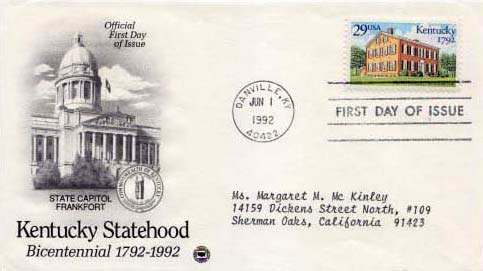 Official
First Day
of Issue
29 USA
Kentucky
1792
DANVILLE, KY
JUN 1
1992
40422
FIRST DAY OF ISSUE
STATE CAPITOL
FRANKFORT
Kentucky Statehood
Bicentennial 1792-1992
Ms. Margaret M. Mc Kinley
14159 Dickens Street North, #109
Sherman Oaks, California 91423